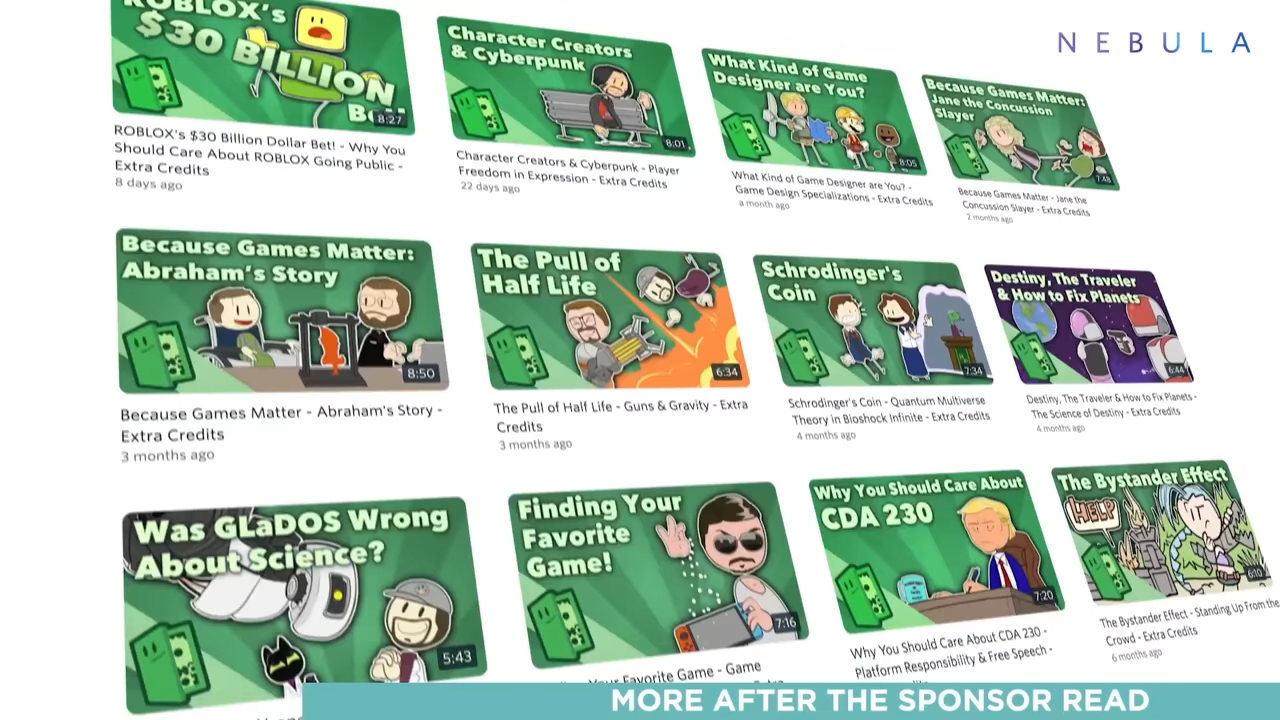 NEBULA
ROBLOX's
$30 BILLION
8:27
ROBLOX's $30 Billion Dollar Bet! - Why You
Should Care About ROBLOX Going Public -
Extra Credits
8 days ago
Character Creators
& Cyberpunk
8:01
Character Creators & Cyberpunk - Player
Freedom in Expression - Extra Credits
22 days ago
What Kind of Game
Designer are You?
8:05
What Kind of Game Designer are You? -
Game Design Specializations - Extra Credits
a month ago
Because Games Matter:
Jane the Concussion
Slayer
7:48
Because Games Matter - Jane the
Concussion Slayer - Extra Credits
2 months ago
Because Games Matter:
Abraham's Story
8:50
Because Games Matter - Abraham's Story -
Extra Credits
3 months ago
The Pull of
Half Life
6:34
The Pull of Half Life - Guns & Gravity - Extra
Credits
3 months ago
Schrodinger's
Coin
7:34
Schrodinger's Coin - Quantum Multiverse
Theory in Bioshock Infinite - Extra Credits
4 months ago
Destiny, The Traveler
& How to Fix Planets
6:44
Destiny, The Traveler & How to Fix Planets -
The Science of Destiny - Extra Credits
4 months ago
Was GLaDOS Wrong
About Science?
5:43
Finding Your
Favorite
Game!
7:16
Your Favorite Game - Game
Why You Should Care About
CDA 230
7:20
Why You Should Care About CDA 230 -
Platform Responsibility & Free Speech -
The Bystander Effect
HELP
6:10
The Bystander Effect - Standing Up From the
Crowd - Extra Credits
6 months ago
MORE AFTER THE SPONSOR READ